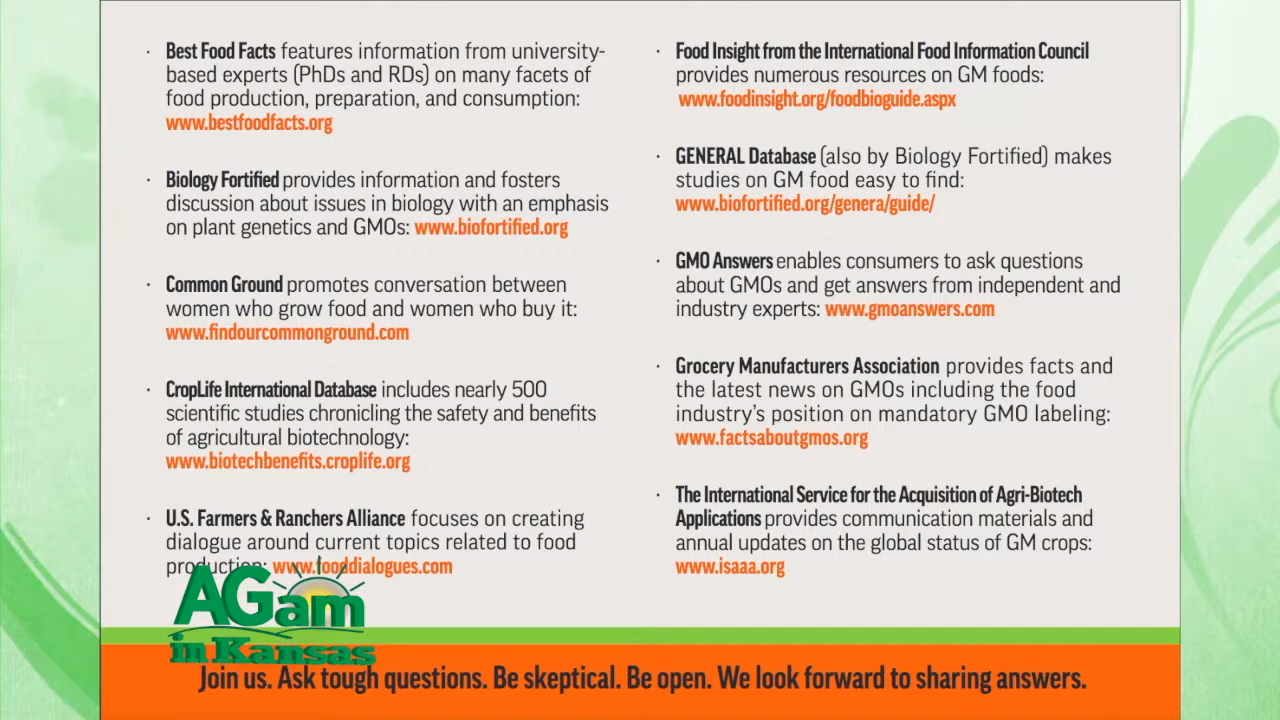 · Best Food Facts features information from university-
based experts (PhDs and RDs) on many facets of
food production, preparation, and consumption:
www.bestfoodfacts.org
· Biology Fortified provides information and fosters
discussion about issues in biology with an emphasis
on plant genetics and GMOs: www.biofortified.org
· Common Ground promotes conversation between
women who grow food and women who buy it:
www.findourcommonground.com
· CropLife International Database includes nearly 500
scientific studies chronicling the safety and benefits
of agricultural biotechnology:
www.biotechbenefits.croplife.org
· U.S. Farmers & Ranchers Alliance focuses on creating
dialogue around current topics related to food
production: www.fooddialogues.com
· Food Insight from the International Food Information Council
provides numerous resources on GM foods:
www.foodinsight.org/foodbioguide.aspx
· GENERAL Database (also by Biology Fortified) makes
studies on GM food easy to find:
www.biofortified.org/genera/guide/
· GMO Answers enables consumers to ask questions
about GMOs and get answers from independent and
industry experts: www.gmoanswers.com
· Grocery Manufacturers Association provides facts and
the latest news on GMOs including the food
industry's position on mandatory GMO labeling:
www.factsaboutgmos.org
· The International Service for the Acquisition of Agri-Biotech
Applications provides communication materials and
annual updates on the global status of GM crops:
www.isaaa.org
AGam
in Kansas
Join us. Ask tough questions. Be skeptical. Be open. We look forward to sharing answers.